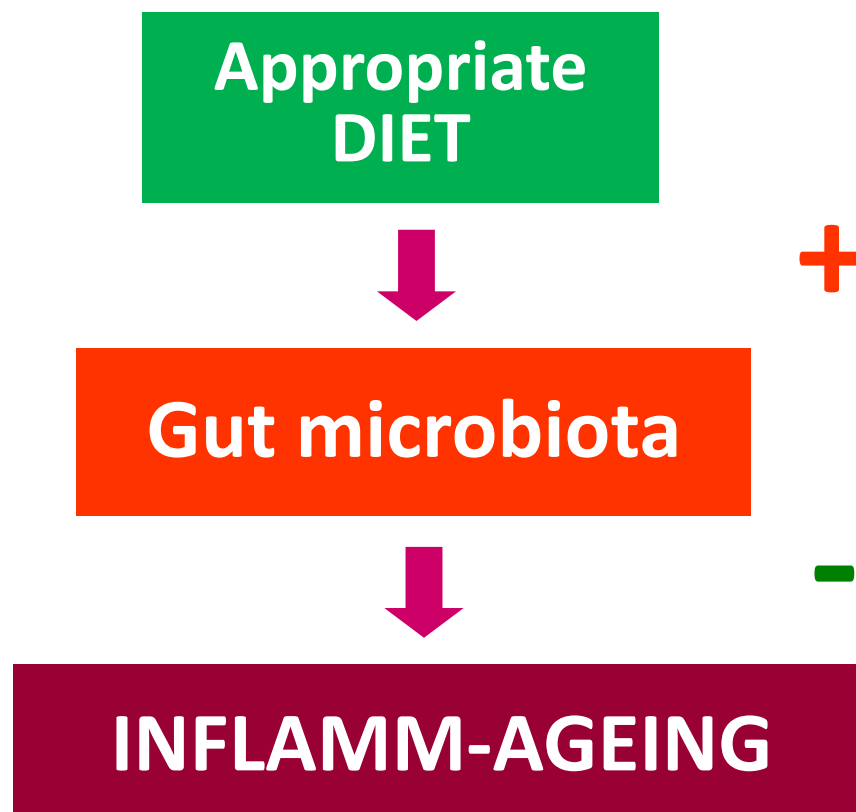 Appropriate
DIET
+
Gut microbiota
-
INFLAMM-AGEING